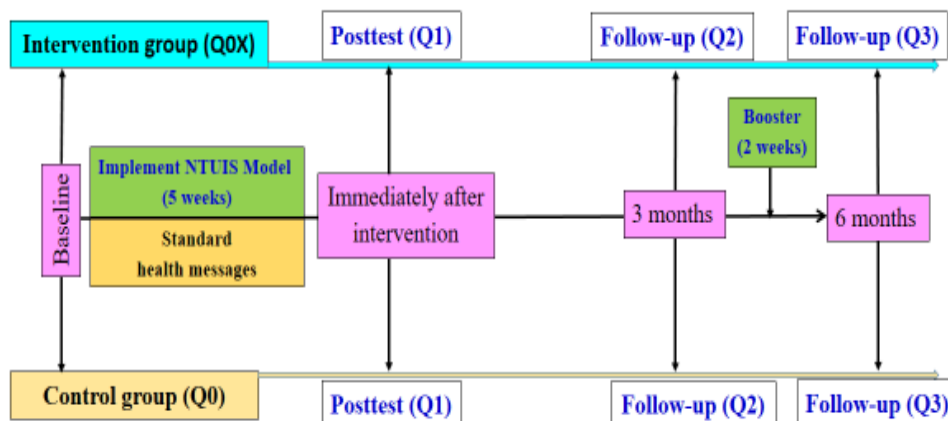 Intervention group (Q0X)
Posttest (Q1)
Follow-up (Q2)
Follow-up (Q3)
Booster
(2 weeks)
Baseline
Implement NTUIS Model
(5 weeks)
Standard
health messages
Immediately after
intervention
3 months
6 months
Control group (Q0)
Posttest (Q1)
Follow-up (Q2)
Follow-up (Q3)